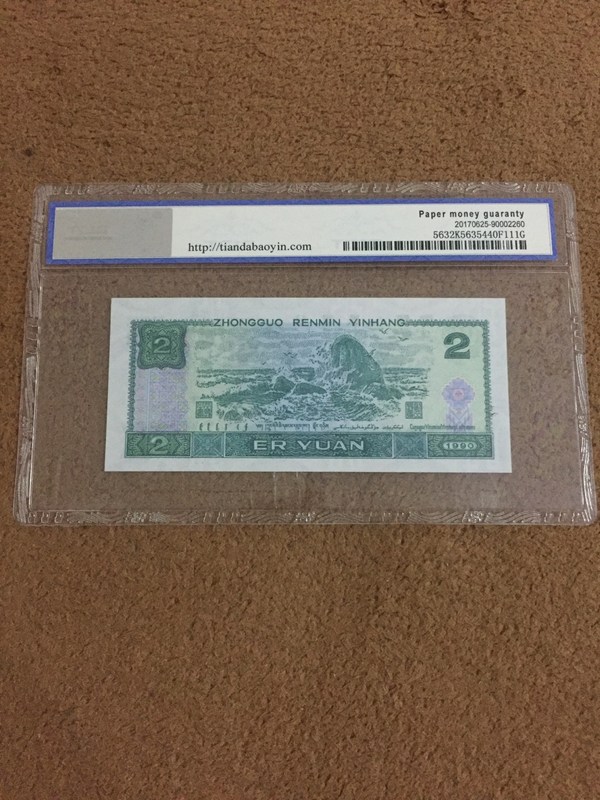 Paper money guaranty
20170625-90002260
5632K5635440F111G
http://tiandabaoyin.com
ZHONGGUO RENMIN YINHANG
2
2
2
ER YUAN
1990